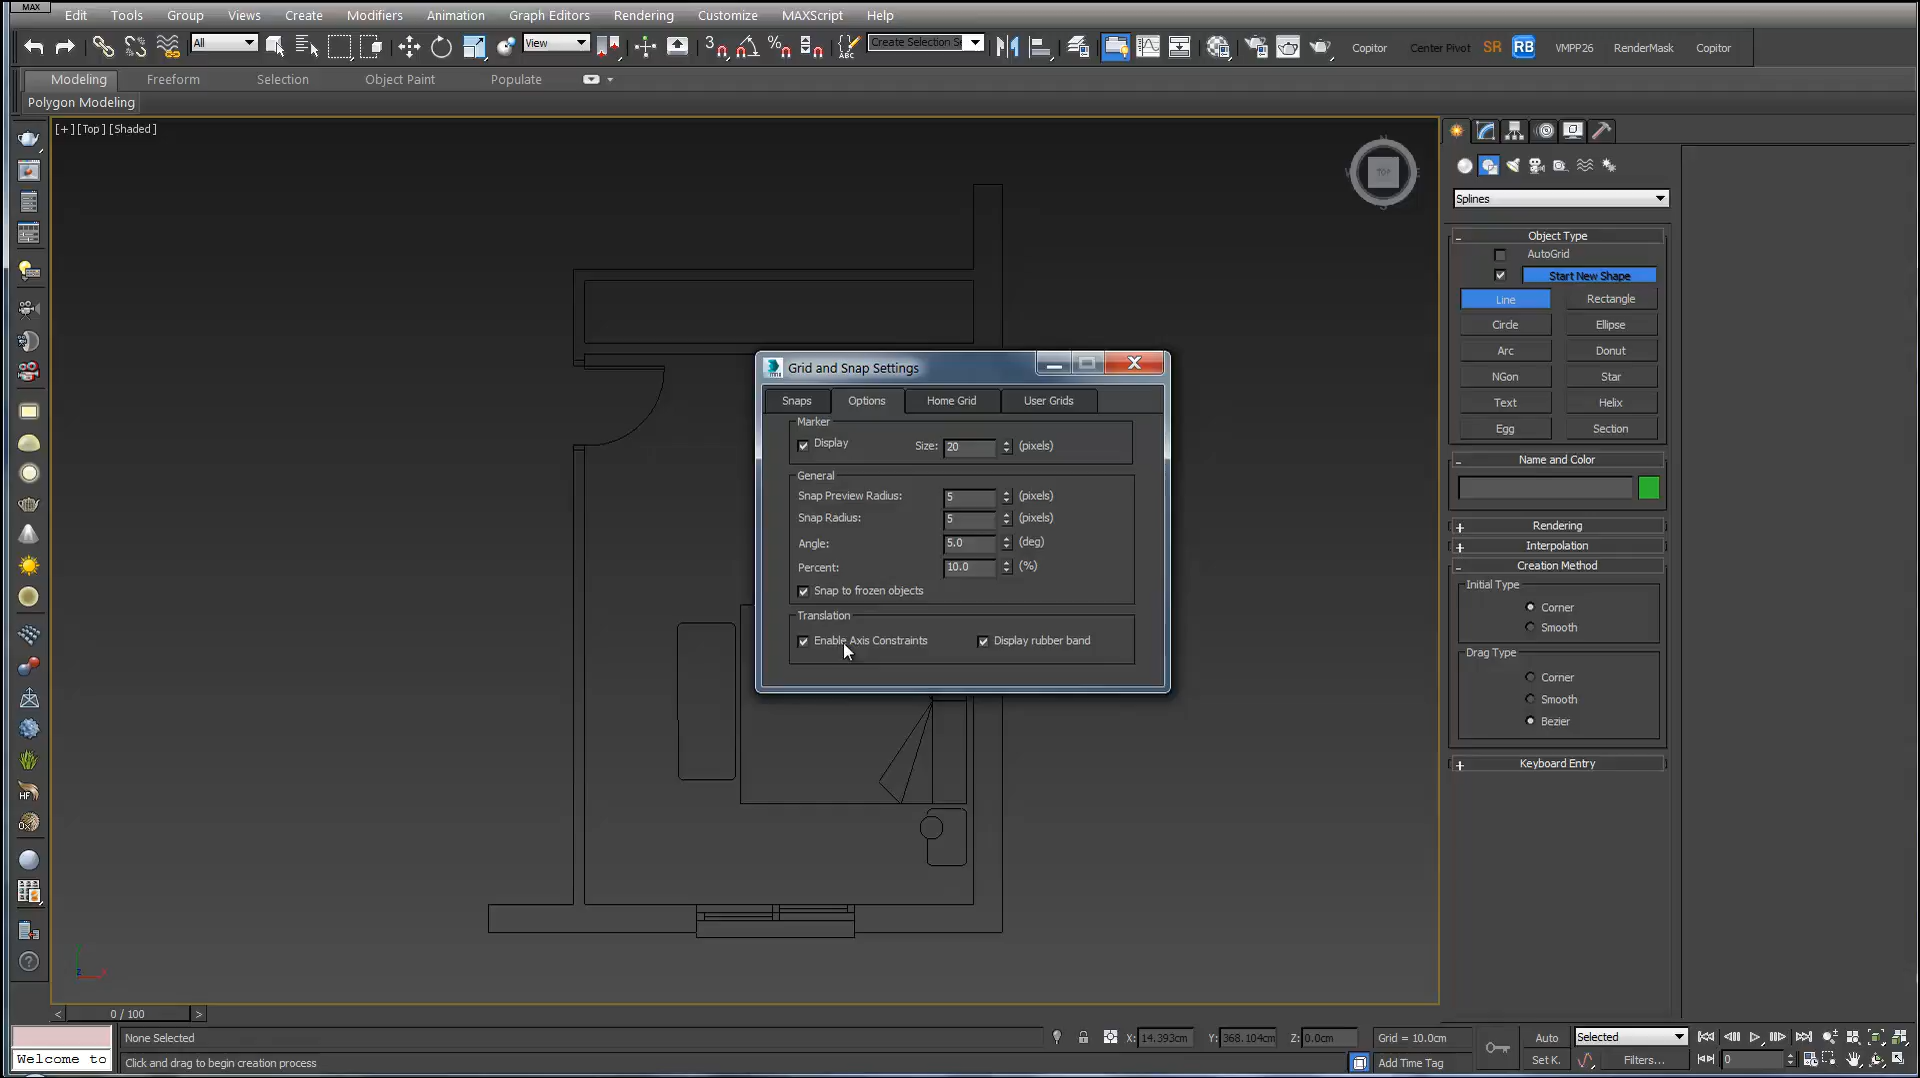 MAX
Edit Tools Group Views Create Modifiers Animation Graph Editors Rendering Customize MAXScript Help
All View 3 % ABC Create Selection Se Copitor Center Pivot SR RB VMPP26 RenderMask Copitor
Modeling Freeform Selection Object Paint Populate
Polygon Modeling
[+] [Top] [Shaded]
TOP
Splines
Object Type
AutoGrid
Start New Shape
Line Rectangle
Circle Ellipse
Arc Donut
NGon Star
Text Helix
Egg Section
Name and Color
Rendering
Interpolation
Creation Method
Initial Type
Corner
Smooth
Drag Type
Corner
Smooth
Bezier
Keyboard Entry
Grid and Snap Settings
Snaps Options Home Grid User Grids
Marker
Display Size: 20 (pixels)
General
Snap Preview Radius: 5 (pixels)
Snap Radius: 5 (pixels)
Angle: 5.0 (deg)
Percent: 10.0 (%)
Snap to frozen objects
Translation
Enable Axis Constraints Display rubber band
HF
z x
< 0 / 100 >
None Selected X: 14.393cm Y: 368.104cm Z: 0.0cm Grid = 10.0cm Auto Selected
Welcome to Click and drag to begin creation process Add Time Tag Set K. Filters... 0